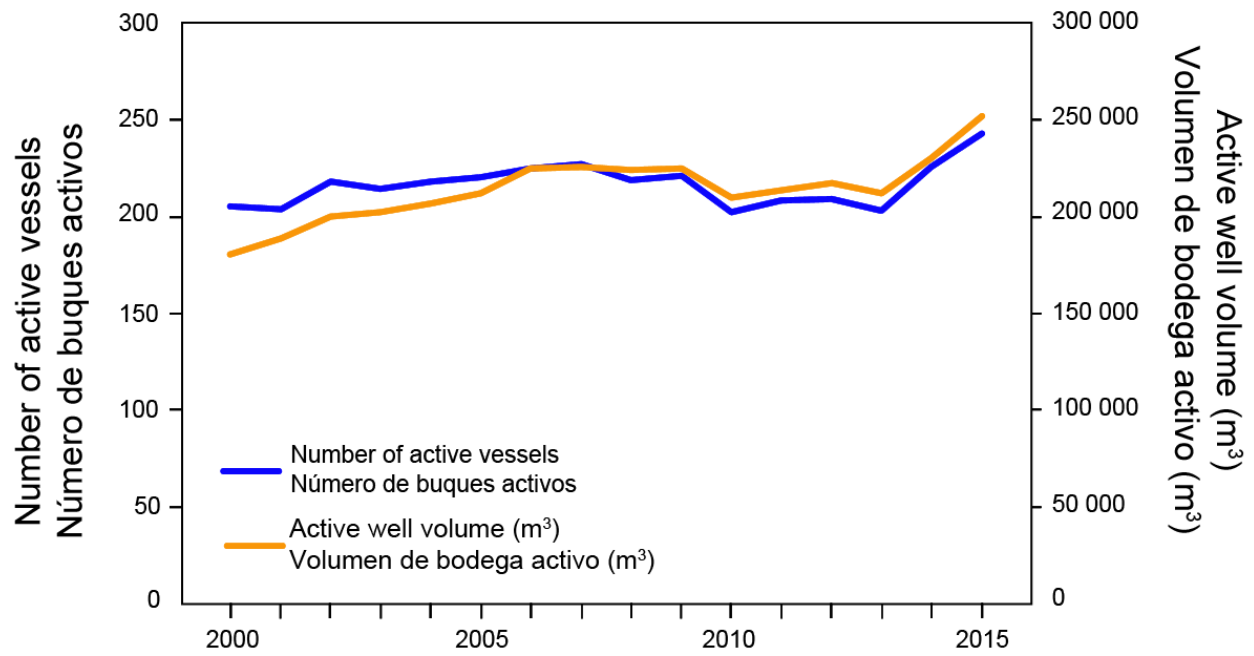 Number of active vessels
Número de buques activos
300
250
200
150
100
50
0
Number of active vessels
Número de buques activos
Active well volume (m³)
Volumen de bodega activo (m³)
2000
2005
2010
2015
300 000
250 000
200 000
150 000
100 000
50 000
0
Active well volume (m³)
Volumen de bodega activo (m³)